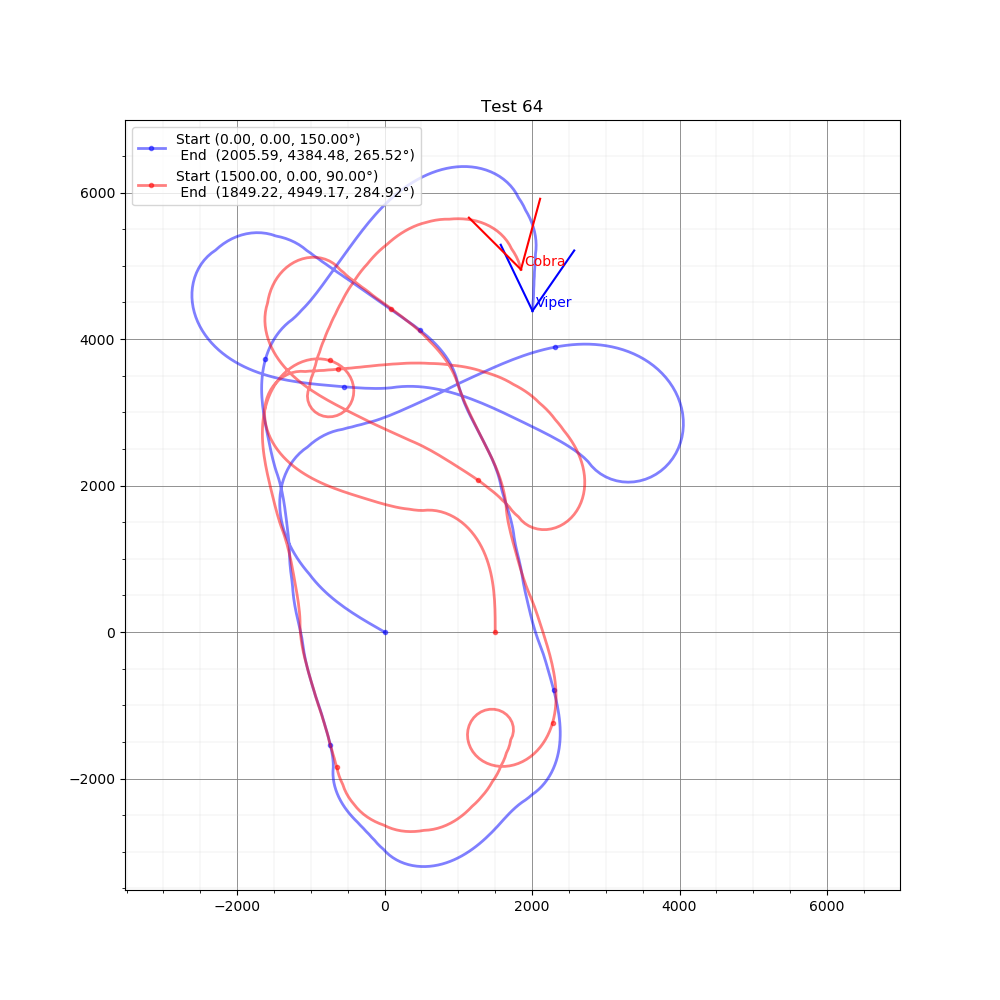 Test 64
Start (0.00, 0.00, 150.00°)
End (2005.59, 4384.48, 265.52°)
Start (1500.00, 0.00, 90.00°)
End (1849.22, 4949.17, 284.92°)
6000
Cobra
Viper
4000
2000
0
−2000
−2000 0 2000 4000 6000